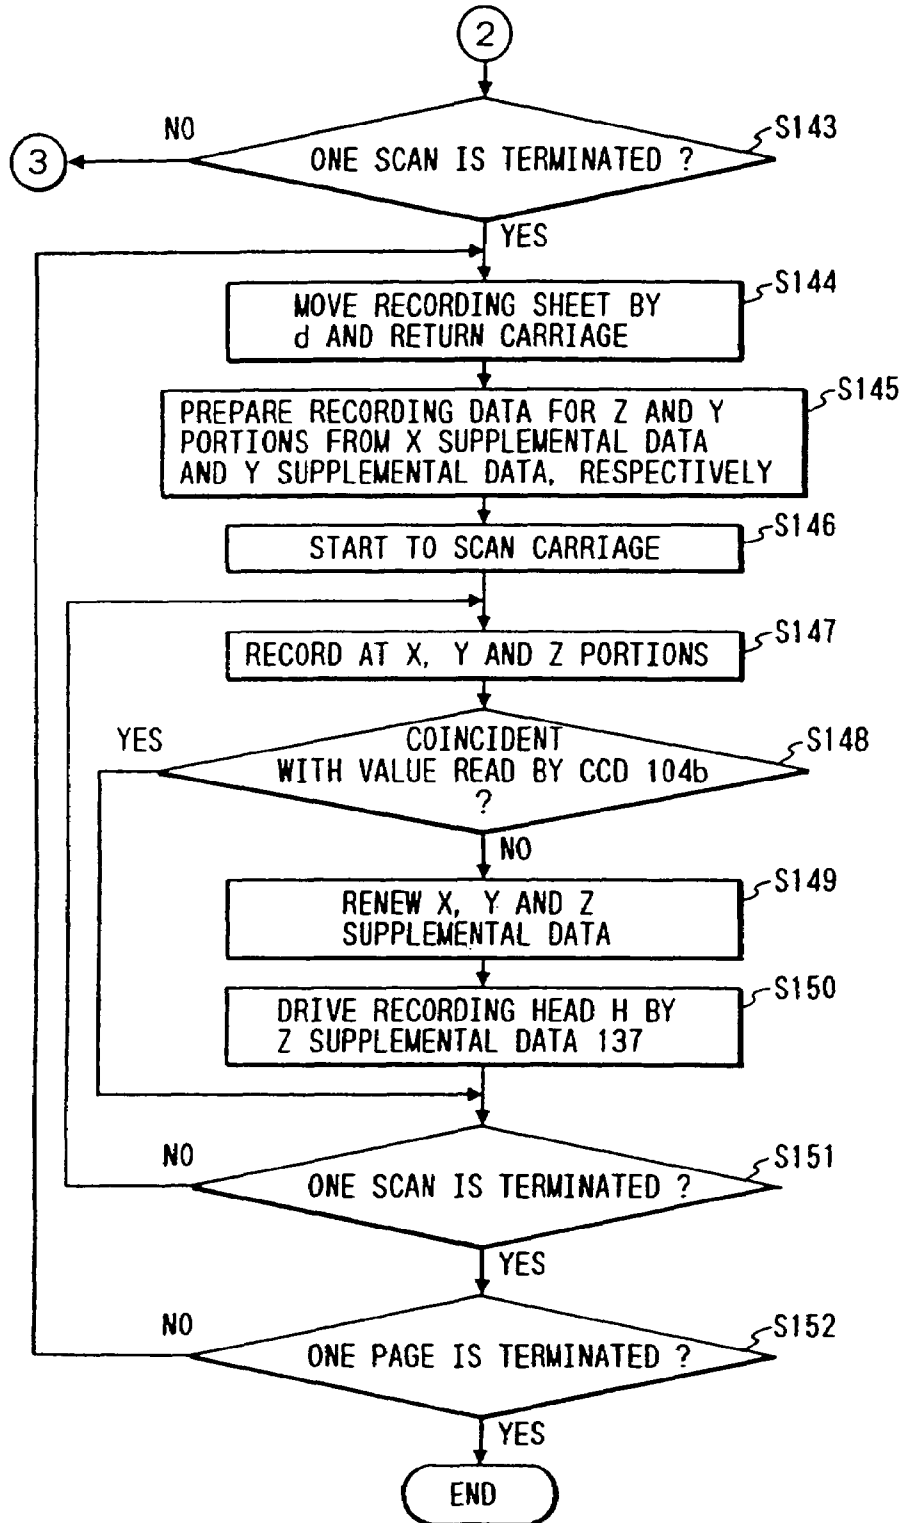 2
S143
NO
3
ONE SCAN IS TERMINATED ?
YES
S144
MOVE RECORDING SHEET BY
d AND RETURN CARRIAGE
S145
PREPARE RECORDING DATA FOR Z AND Y
PORTIONS FROM X SUPPLEMENTAL DATA
AND Y SUPPLEMENTAL DATA, RESPECTIVELY
S146
START TO SCAN CARRIAGE
S147
RECORD AT X, Y AND Z PORTIONS
YES
S148
COINCIDENT
WITH VALUE READ BY CCD 104b
?
NO
S149
RENEW X, Y AND Z
SUPPLEMENTAL DATA
S150
DRIVE RECORDING HEAD H BY
Z SUPPLEMENTAL DATA 137
NO
S151
ONE SCAN IS TERMINATED ?
YES
NO
S152
ONE PAGE IS TERMINATED ?
YES
END